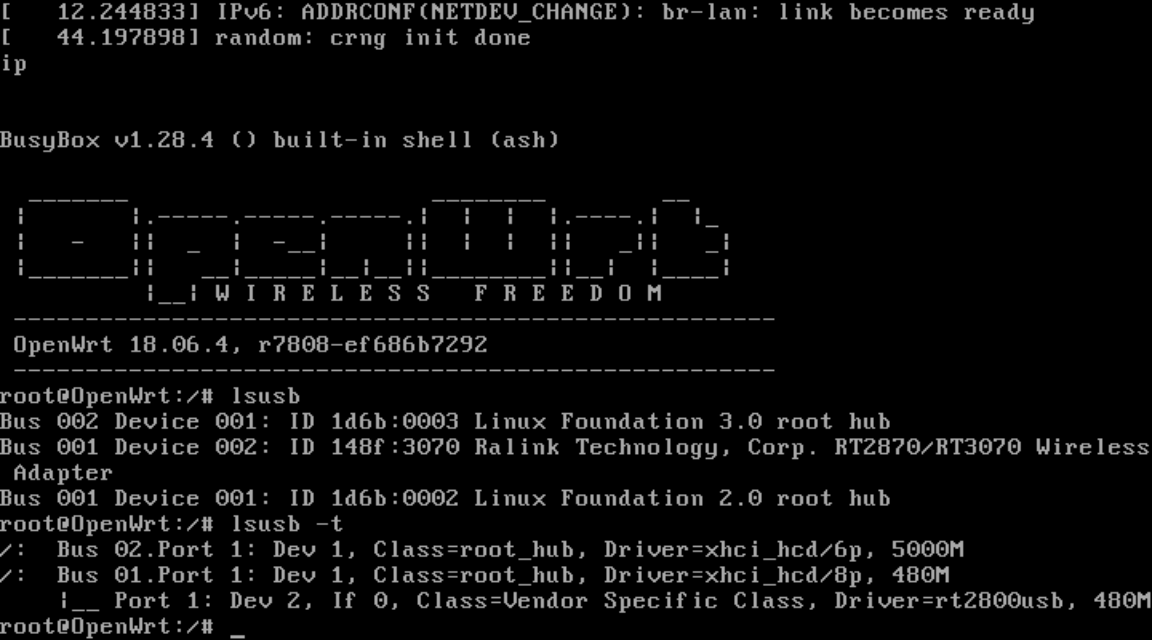 [   12.244833] IPv6: ADDRCONF(NETDEV_CHANGE): br-lan: link becomes ready
[   44.197898] random: crng init done
ip
BusyBox v1.28.4 () built-in shell (ash)
OpenWrt
W I R E L E S S   F R E E D O M
OpenWrt 18.06.4, r7808-ef686b7292
root@OpenWrt:/# lsusb
Bus 002 Device 001: ID 1d6b:0003 Linux Foundation 3.0 root hub
Bus 001 Device 002: ID 148f:3070 Ralink Technology, Corp. RT2870/RT3070 Wireless
 Adapter
Bus 001 Device 001: ID 1d6b:0002 Linux Foundation 2.0 root hub
root@OpenWrt:/# lsusb -t
/:  Bus 02.Port 1: Dev 1, Class=root_hub, Driver=xhci_hcd/6p, 5000M
/:  Bus 01.Port 1: Dev 1, Class=root_hub, Driver=xhci_hcd/8p, 480M
    |__ Port 1: Dev 2, If 0, Class=Vendor Specific Class, Driver=rt2800usb, 480M
root@OpenWrt:/# _